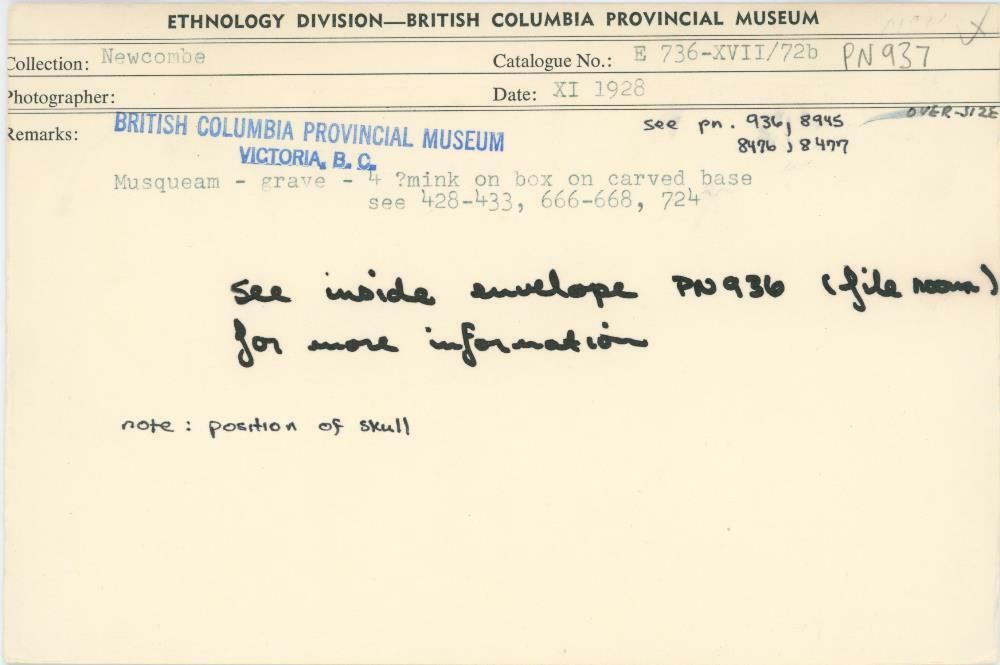 ETHNOLOGY DIVISION—BRITISH COLUMBIA PROVINCIAL MUSEUM
Collection: Newcombe Catalogue No.: E 736-XVII/72b PN 937
Photographer: Date: XI 1928
OVER-SIZE
Remarks: BRITISH COLUMBIA PROVINCIAL MUSEUM see pn. 936, 8945
VICTORIA, B. C. 8476, 8477
Musqueam - grave - 4 ?mink on box on carved base
see 428-433, 666-668, 724
see inside envelope PN 936 (file room)
for more information
note: position of skull